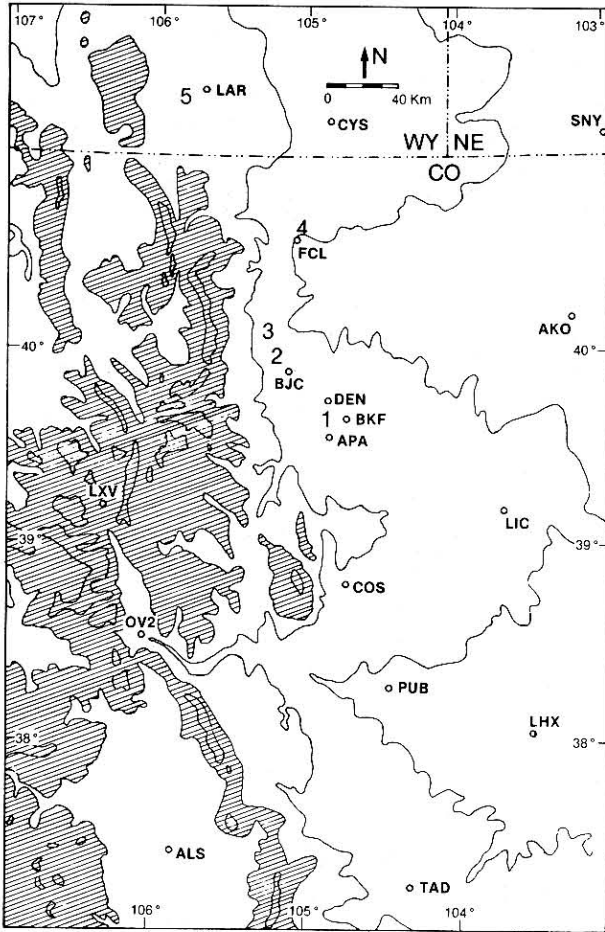 107° 106° 105° 104° 103°
N
0 40 Km
5 LAR
CYS
SNY
WY NE
CO
4
FCL
AKO
3
40° 40°
2
BJC
DEN
1 BKF
APA
LXV
LIC
39° 39°
COS
OV2
PUB
LHX
38° 38°
ALS
TAD
106° 105° 104°